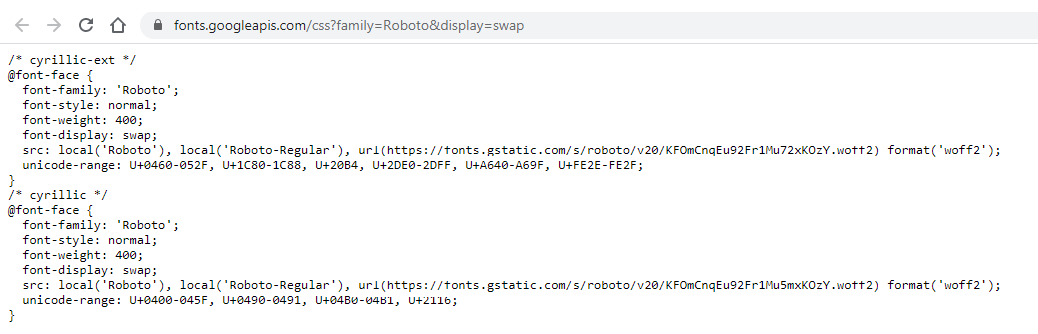 fonts.googleapis.com/css?family=Roboto&display=swap
/* cyrillic-ext */
@font-face {
  font-family: 'Roboto';
  font-style: normal;
  font-weight: 400;
  font-display: swap;
  src: local('Roboto'), local('Roboto-Regular'), url(https://fonts.gstatic.com/s/roboto/v20/KFOmCnqEu92Fr1Mu72xKOzY.woff2) format('woff2');
  unicode-range: U+0460-052F, U+1C80-1C88, U+20B4, U+2DE0-2DFF, U+A640-A69F, U+FE2E-FE2F;
}
/* cyrillic */
@font-face {
  font-family: 'Roboto';
  font-style: normal;
  font-weight: 400;
  font-display: swap;
  src: local('Roboto'), local('Roboto-Regular'), url(https://fonts.gstatic.com/s/roboto/v20/KFOmCnqEu92Fr1Mu5mxKOzY.woff2) format('woff2');
  unicode-range: U+0400-045F, U+0490-0491, U+04B0-04B1, U+2116;
}